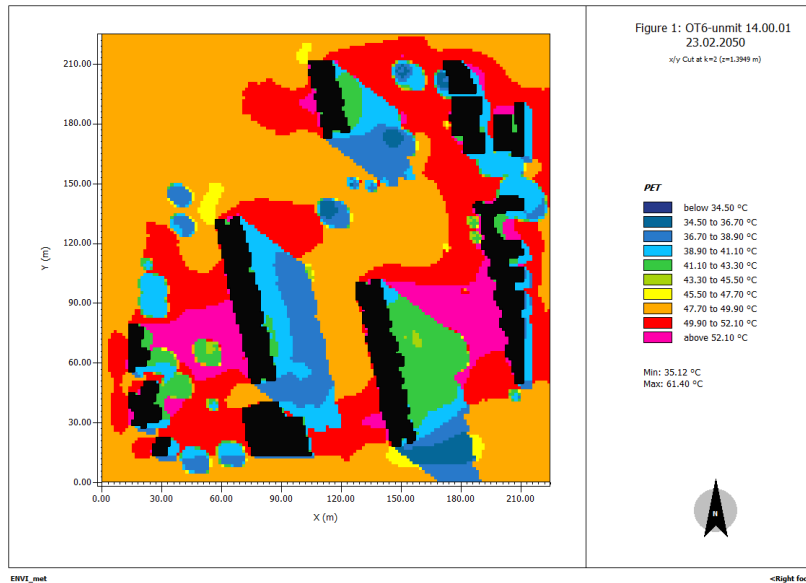 Figure 1: OT6-unmit 14.00.01
23.02.2050
x/y Cut at k=2 (z=1.3949 m)
210.00
180.00
150.00
120.00
90.00
60.00
30.00
0.00
Y (m)
0.00 30.00 60.00 90.00 120.00 150.00 180.00 210.00
X (m)
PET
below 34.50 °C
34.50 to 36.70 °C
36.70 to 38.90 °C
38.90 to 41.10 °C
41.10 to 43.30 °C
43.30 to 45.50 °C
45.50 to 47.70 °C
47.70 to 49.90 °C
49.90 to 52.10 °C
above 52.10 °C
Min: 35.12 °C
Max: 61.40 °C
N
ENVI_met
<Right foo